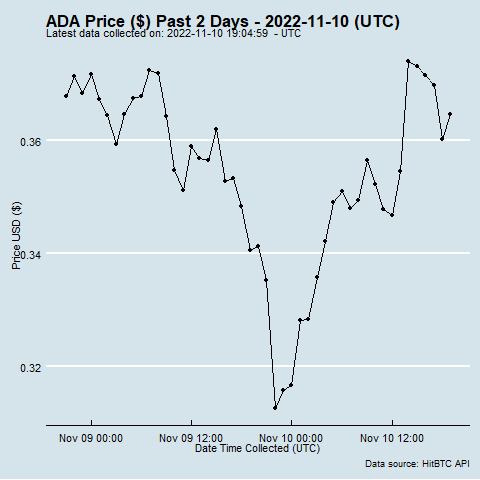 ADA Price ($) Past 2 Days - 2022-11-10 (UTC)
Latest data collected on: 2022-11-10 19:04:59 - UTC
0.36
0.34
0.32
Price USD ($)
Nov 09 00:00 Nov 09 12:00 Nov 10 00:00 Nov 10 12:00
Date Time Collected (UTC)
Data source: HitBTC API